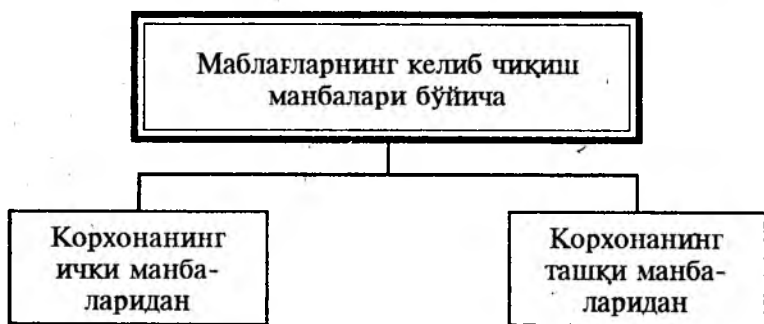 Маблағларнинг келиб чиқиш
манбалари бўйича
Корхонанинг
ички манба-
ларидан
Корхонанинг
ташқи манба-
ларидан